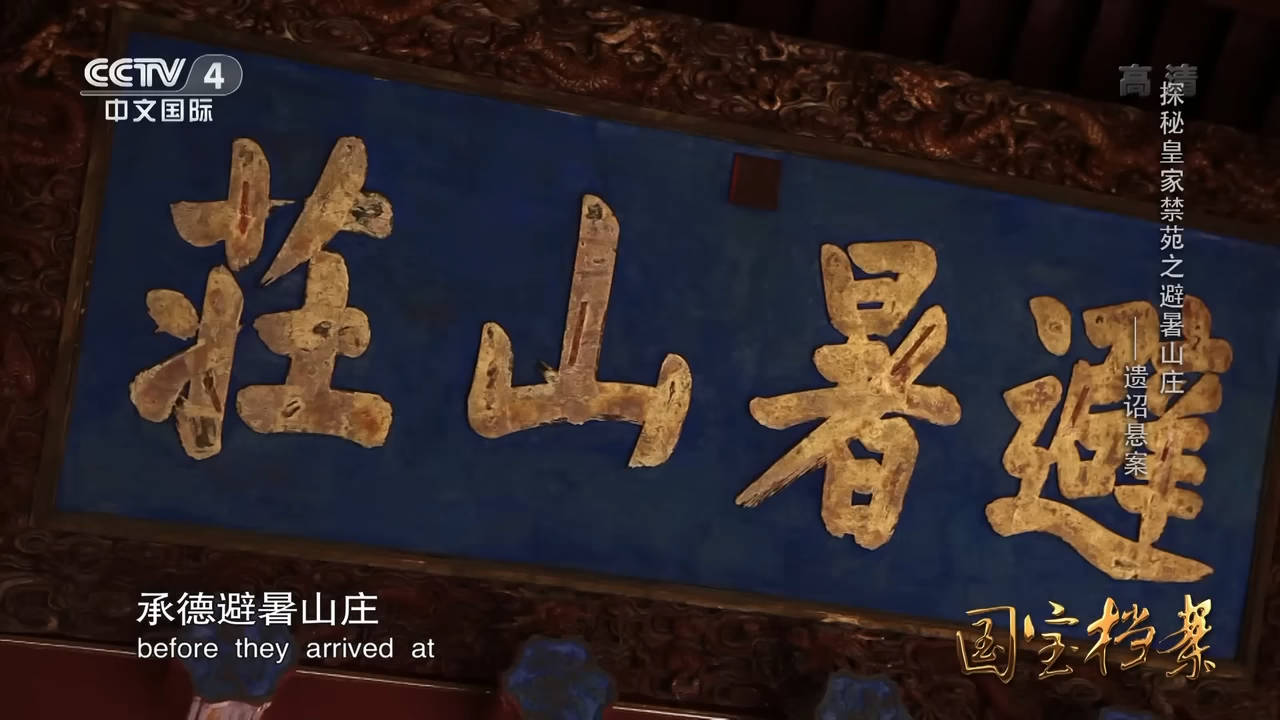 CCTV 4
中文国际
高清
探秘皇家禁苑之避暑山庄
——遗诏悬案
避暑山莊
承德避暑山庄
before they arrived at
国宝档案